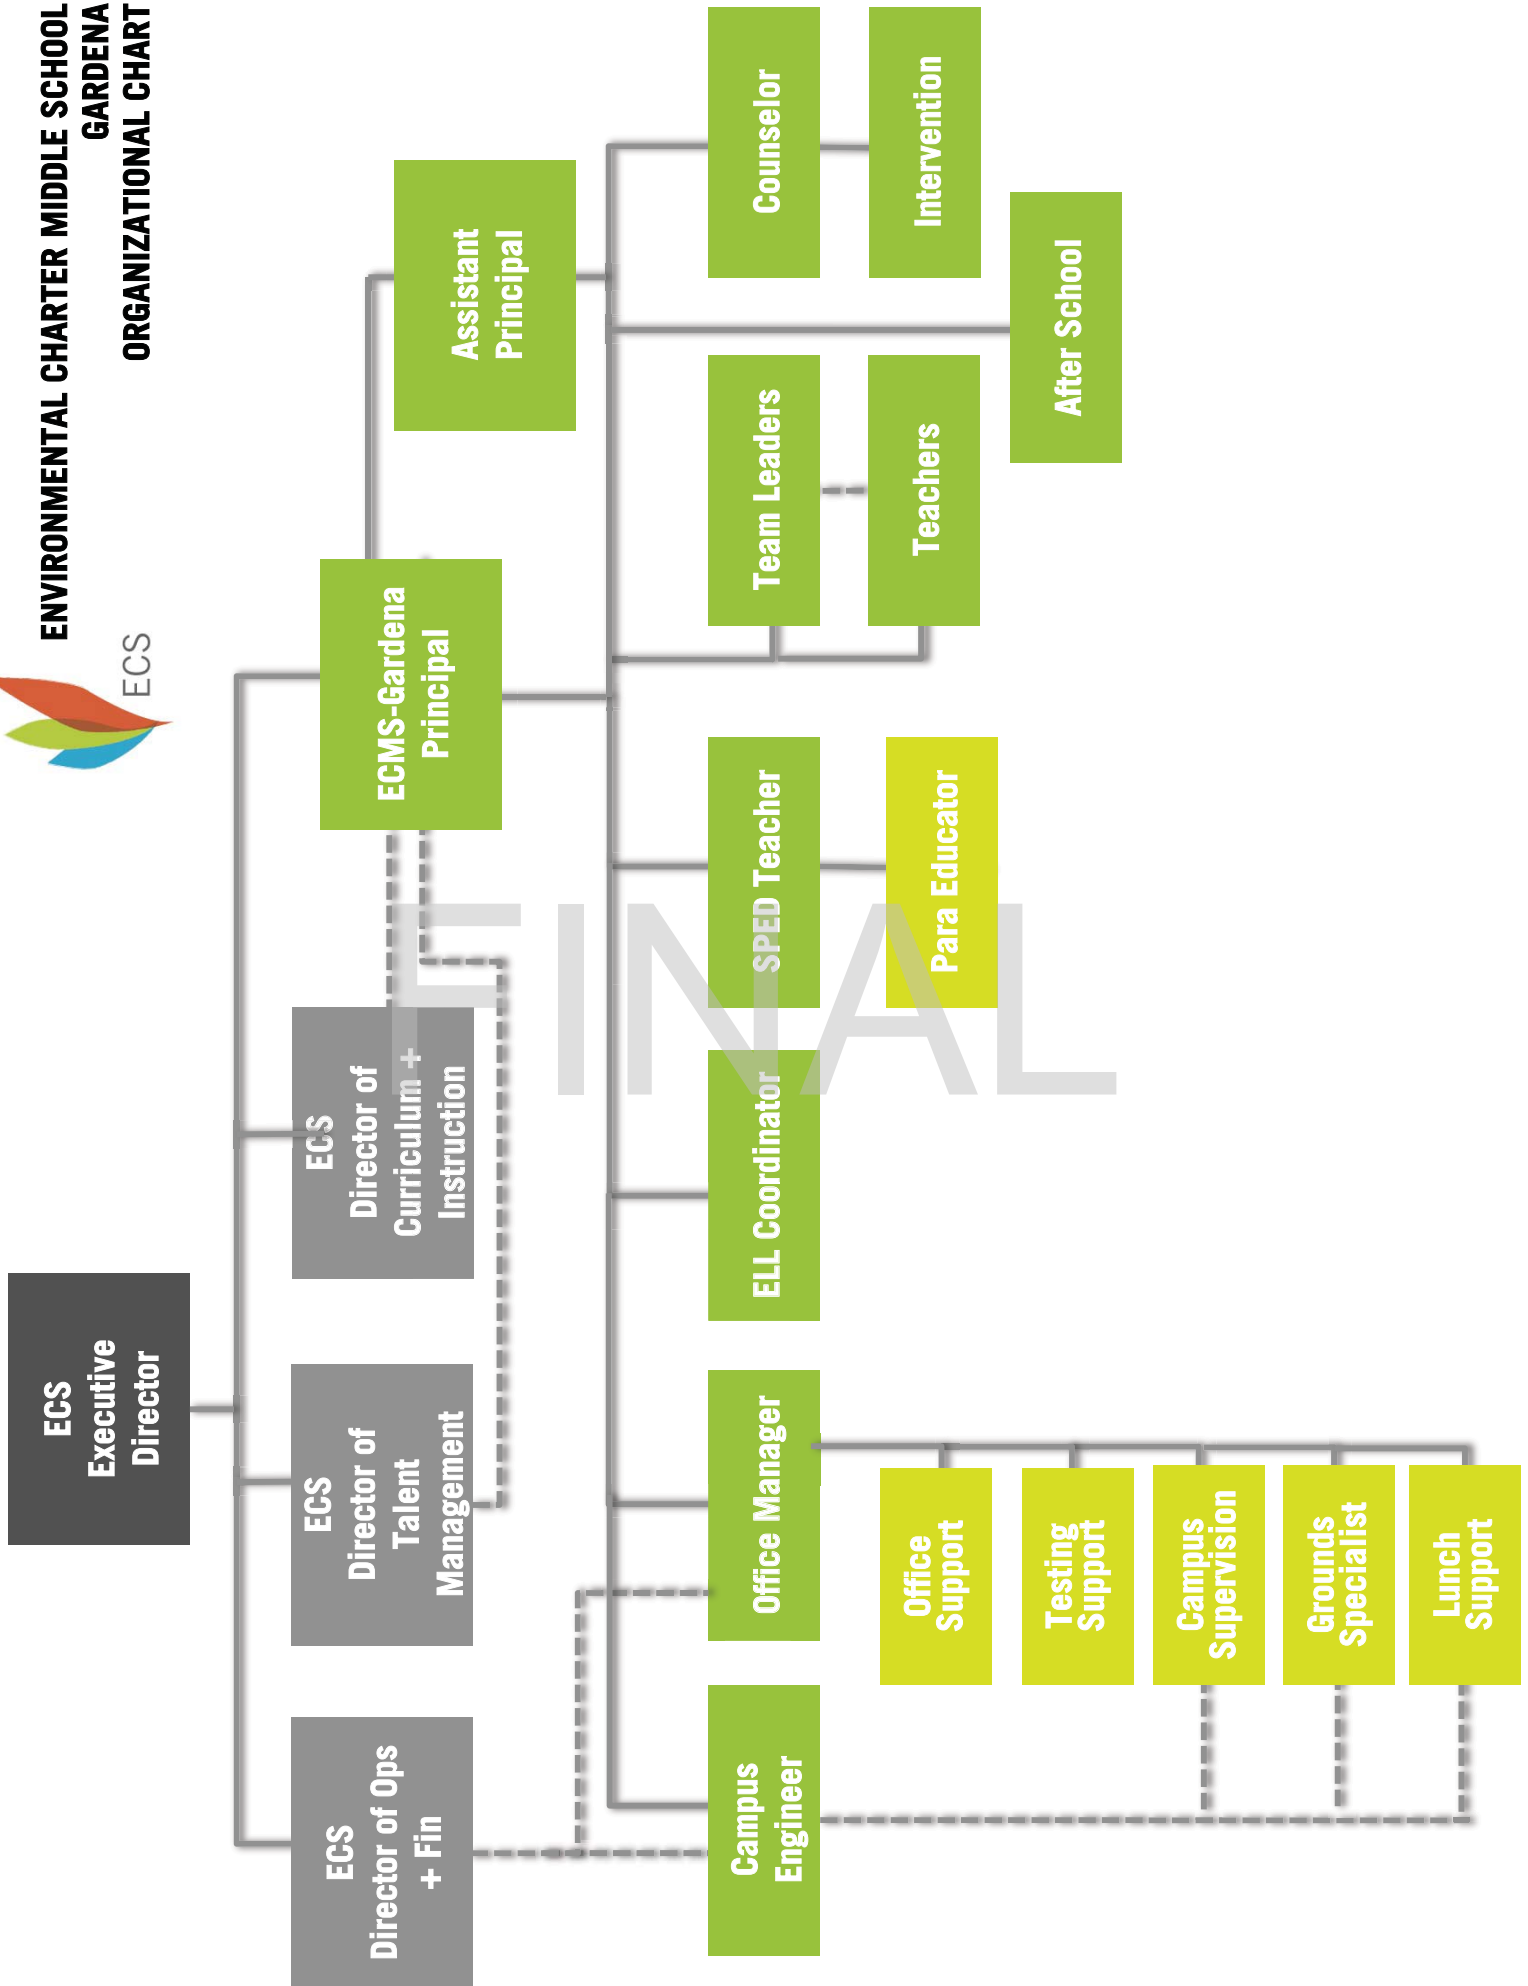 ENVIRONMENTAL CHARTER MIDDLE SCHOOL
GARDENA
ORGANIZATIONAL CHART
ECS
ECS
Executive
Director
ECS
Director of Ops
+ Fin
ECS
Director of
Talent
Management
ECS
Director of
Curriculum +
Instruction
ECMS-Gardena
Principal
Assistant
Principal
Campus
Engineer
Office Manager
ELL Coordinator
SPED Teacher
Team Leaders
Counselor
Office
Support
Para Educator
Teachers
Intervention
Testing
Support
After School
Campus
Supervision
Grounds
Specialist
Lunch
Support
FINAL